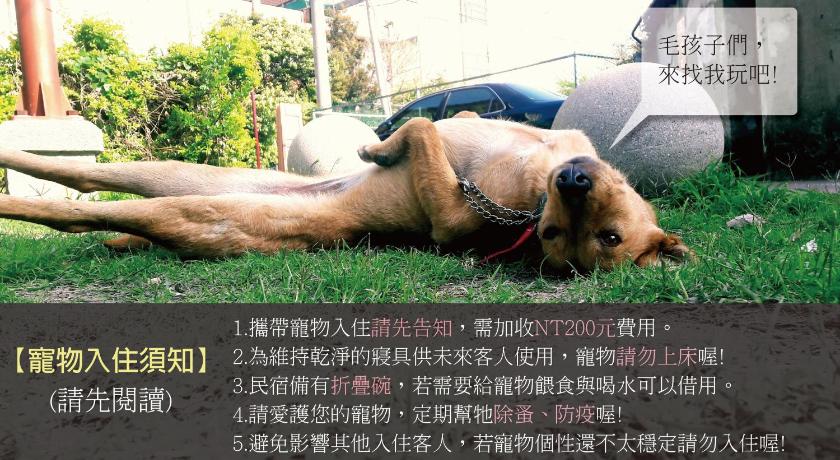 毛孩子們，
來找我玩吧!
【寵物入住須知】
(請先閱讀)
1.攜帶寵物入住請先告知，需加收NT200元費用。
2.為維持乾淨的寢具供未來客人使用，寵物請勿上床喔!
3.民宿備有折疊碗，若需要給寵物餵食與喝水可以借用。
4.請愛護您的寵物，定期幫牠除蚤、防疫喔!
5.避免影響其他入住客人，若寵物個性還不太穩定請勿入住喔!